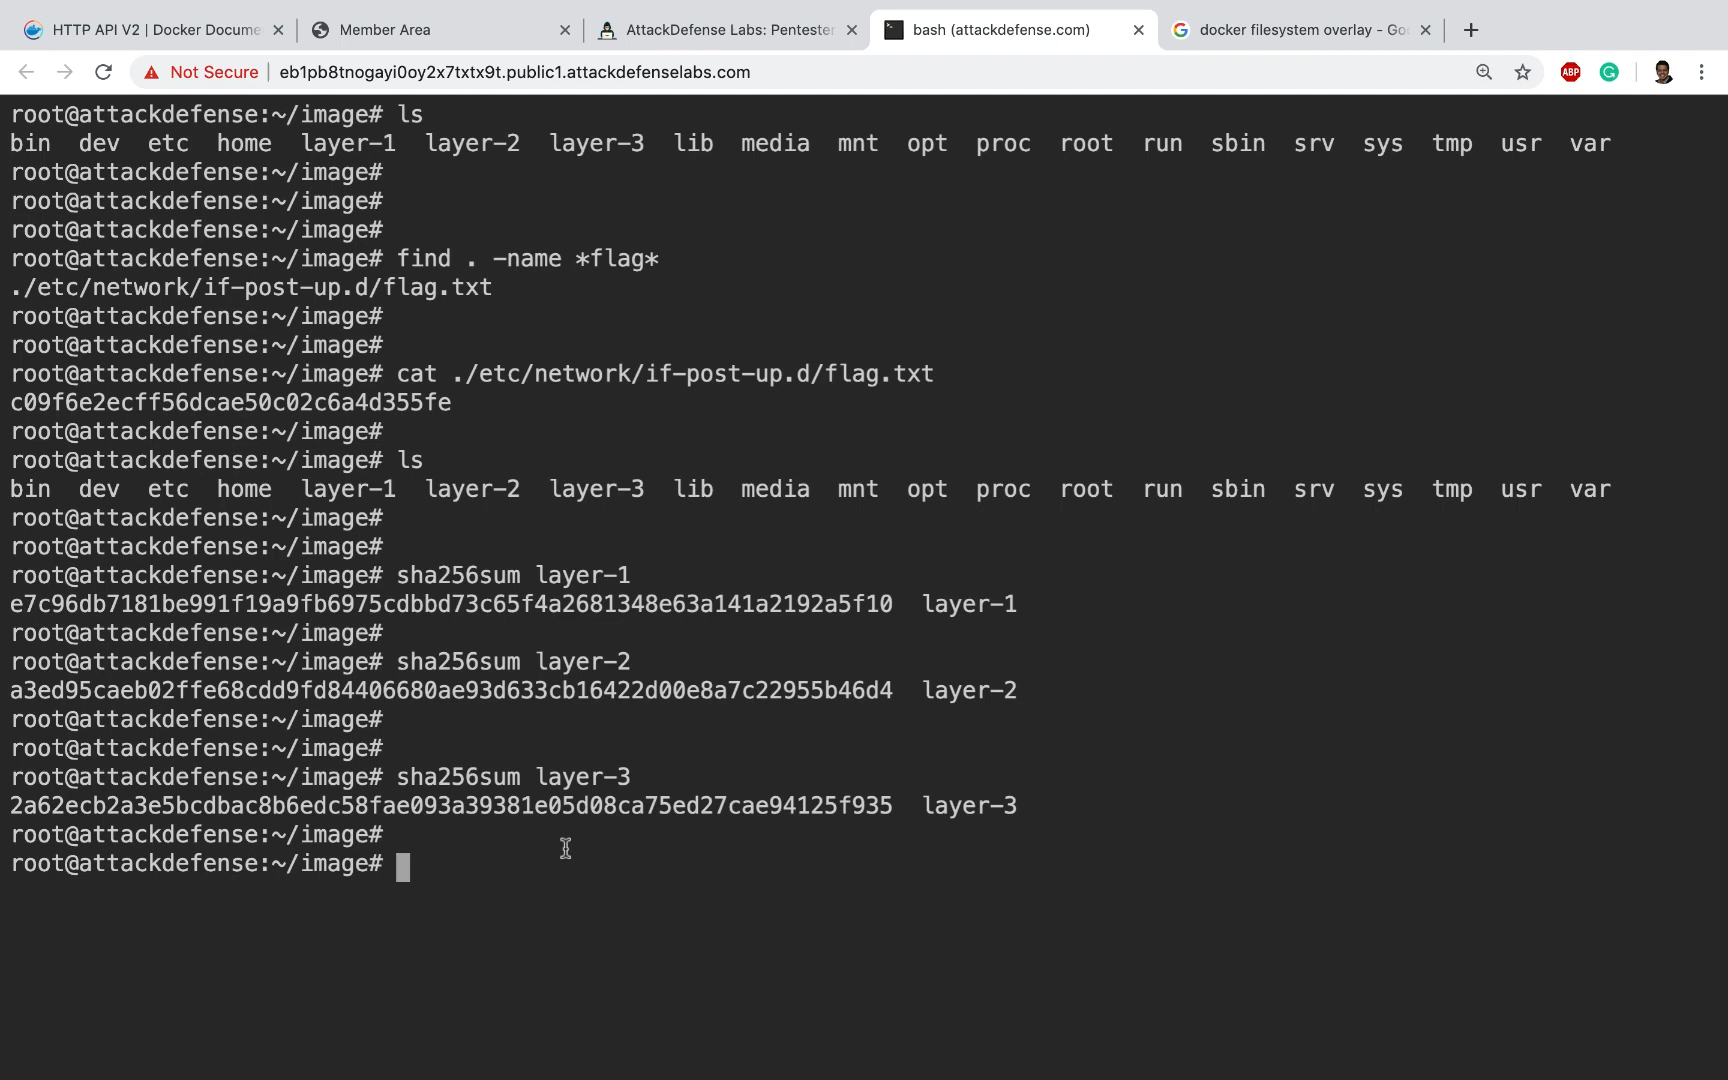 HTTP API V2 | Docker Docume
Member Area
AttackDefense Labs: Pentester
bash (attackdefense.com)
docker filesystem overlay - Goo
Not Secure | eb1pb8tnogayi0oy2x7txtx9t.public1.attackdefenselabs.com
ABP
root@attackdefense:~/image# ls
bin dev etc home layer-1 layer-2 layer-3 lib media mnt opt proc root run sbin srv sys tmp usr var
root@attackdefense:~/image#
root@attackdefense:~/image#
root@attackdefense:~/image#
root@attackdefense:~/image# find . -name *flag*
./etc/network/if-post-up.d/flag.txt
root@attackdefense:~/image#
root@attackdefense:~/image#
root@attackdefense:~/image# cat ./etc/network/if-post-up.d/flag.txt
c09f6e2ecff56dcae50c02c6a4d355fe
root@attackdefense:~/image#
root@attackdefense:~/image# ls
bin dev etc home layer-1 layer-2 layer-3 lib media mnt opt proc root run sbin srv sys tmp usr var
root@attackdefense:~/image#
root@attackdefense:~/image#
root@attackdefense:~/image# sha256sum layer-1
e7c96db7181be991f19a9fb6975cdbbd73c65f4a2681348e63a141a2192a5f10 layer-1
root@attackdefense:~/image#
root@attackdefense:~/image# sha256sum layer-2
a3ed95caeb02ffe68cdd9fd84406680ae93d633cb16422d00e8a7c22955b46d4 layer-2
root@attackdefense:~/image#
root@attackdefense:~/image#
root@attackdefense:~/image# sha256sum layer-3
2a62ecb2a3e5bcdbac8b6edc58fae093a39381e05d08ca75ed27cae94125f935 layer-3
root@attackdefense:~/image#
root@attackdefense:~/image#